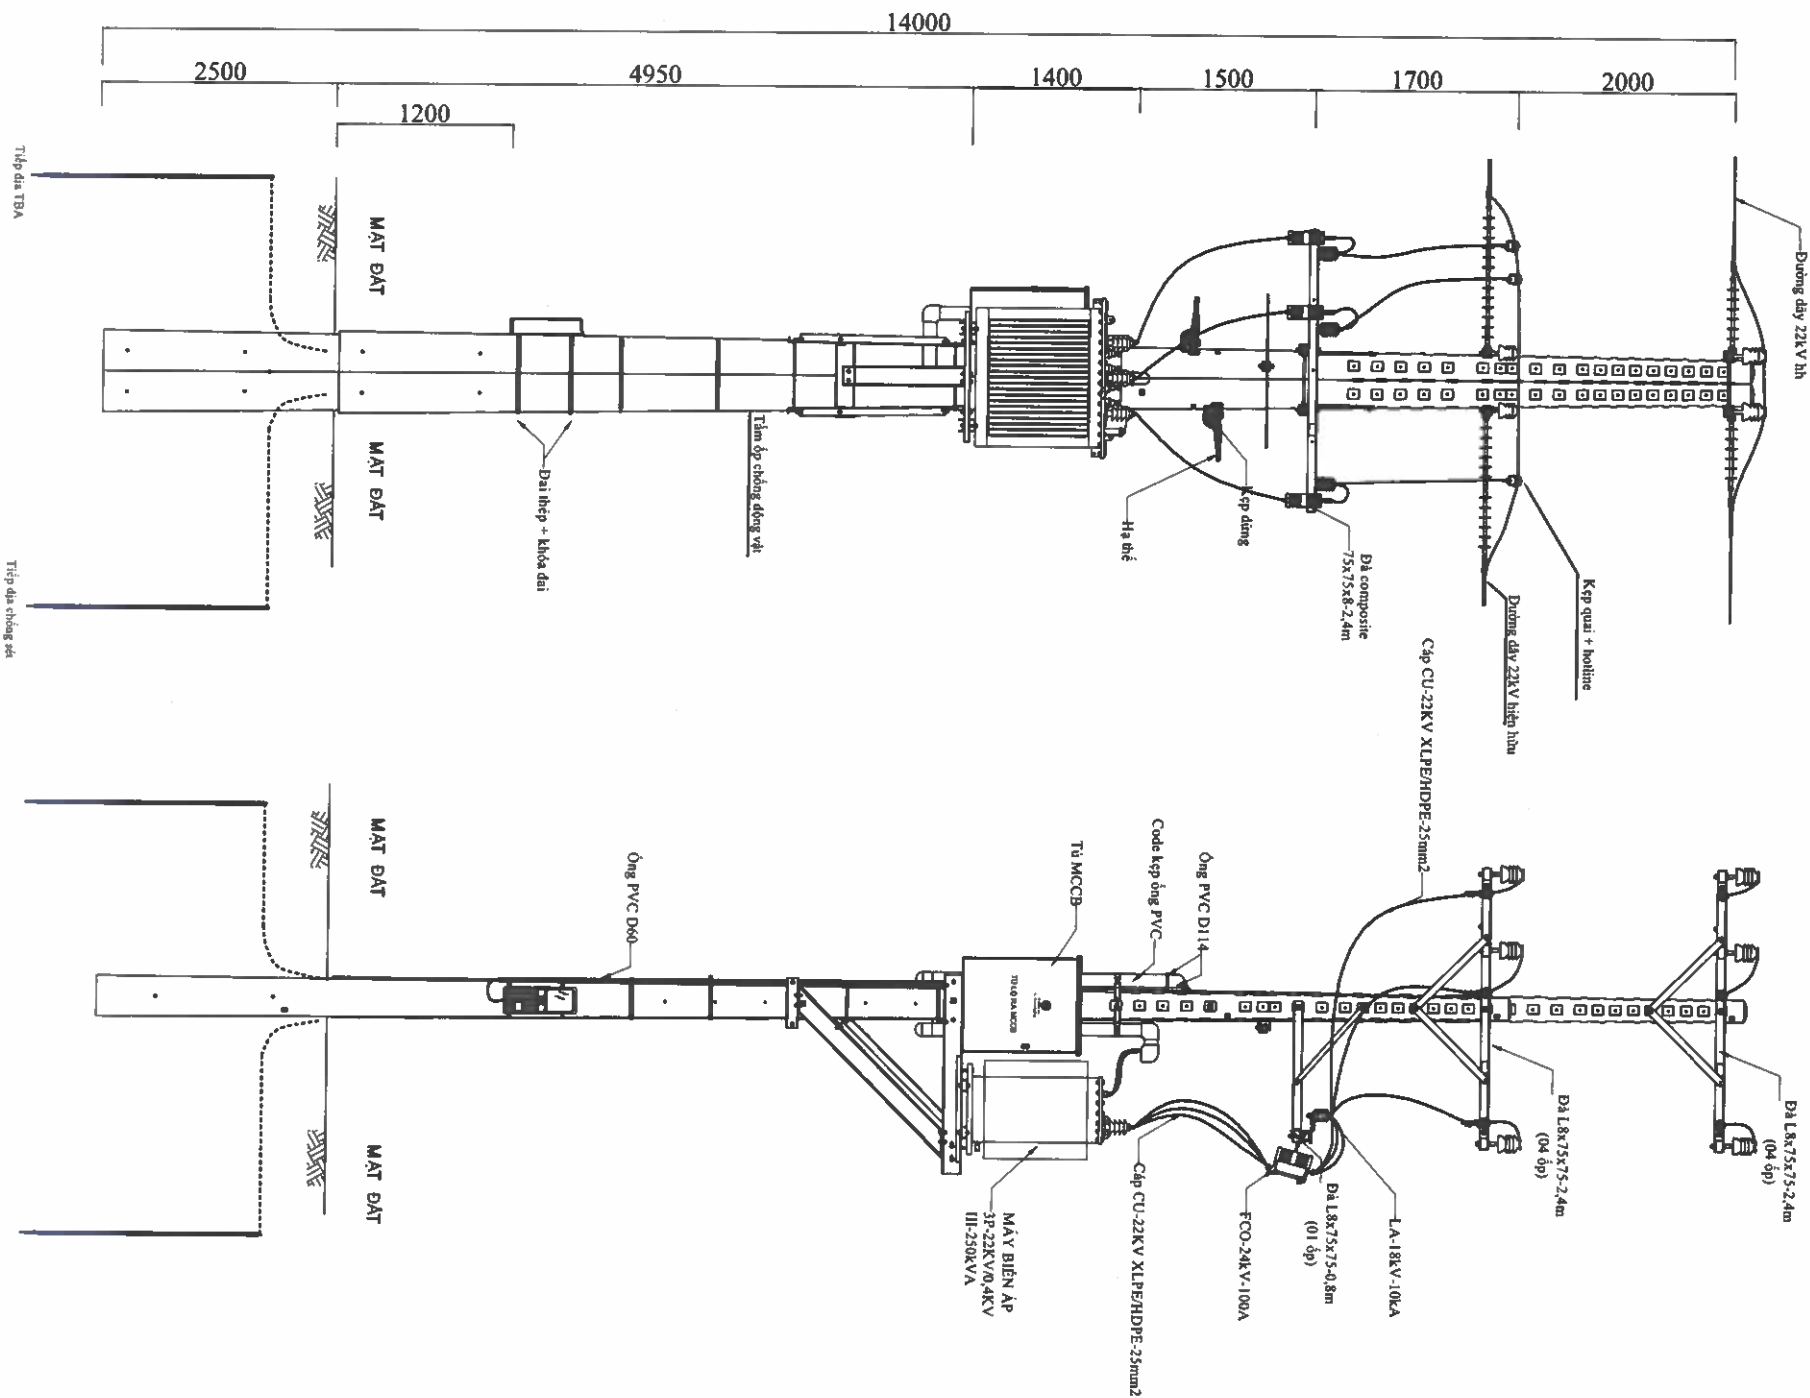 14000
2500
4950
1400
1500
1700
2000
1200
Tiếp địa TBA
MẶT ĐẤT
Đường dây 22kV hh
MẶT ĐẤT
Đai thép + khóa đai
Tấm ốp chống động vật
Hạ thế
Kẹp dừng
Đà composite
75x75x8-2,4m
Kẹp quai + hotline
Đường dây 22kV hiện hữu
Tiếp địa chống sét
Cáp CU-22KV XLPE/HDPE-25mm2
MẶT ĐẤT
Ống PVC D60
Tủ MCCB
Code kẹp ống PVC
Ống PVC D114
MẶT ĐẤT
MÁY BIẾN ÁP
3P-22KV/0,4KV
III-250kVA
Cáp CU-22KV XLPE/HDPE-25mm2
FCO-24kV-100A
Đà L8x75x75-0,8m
(01 ốp)
LA-18kV-10kA
Đà L8x75x75-2,4m
(04 ốp)
Đà L8x75x75-2,4m
(04 ốp)